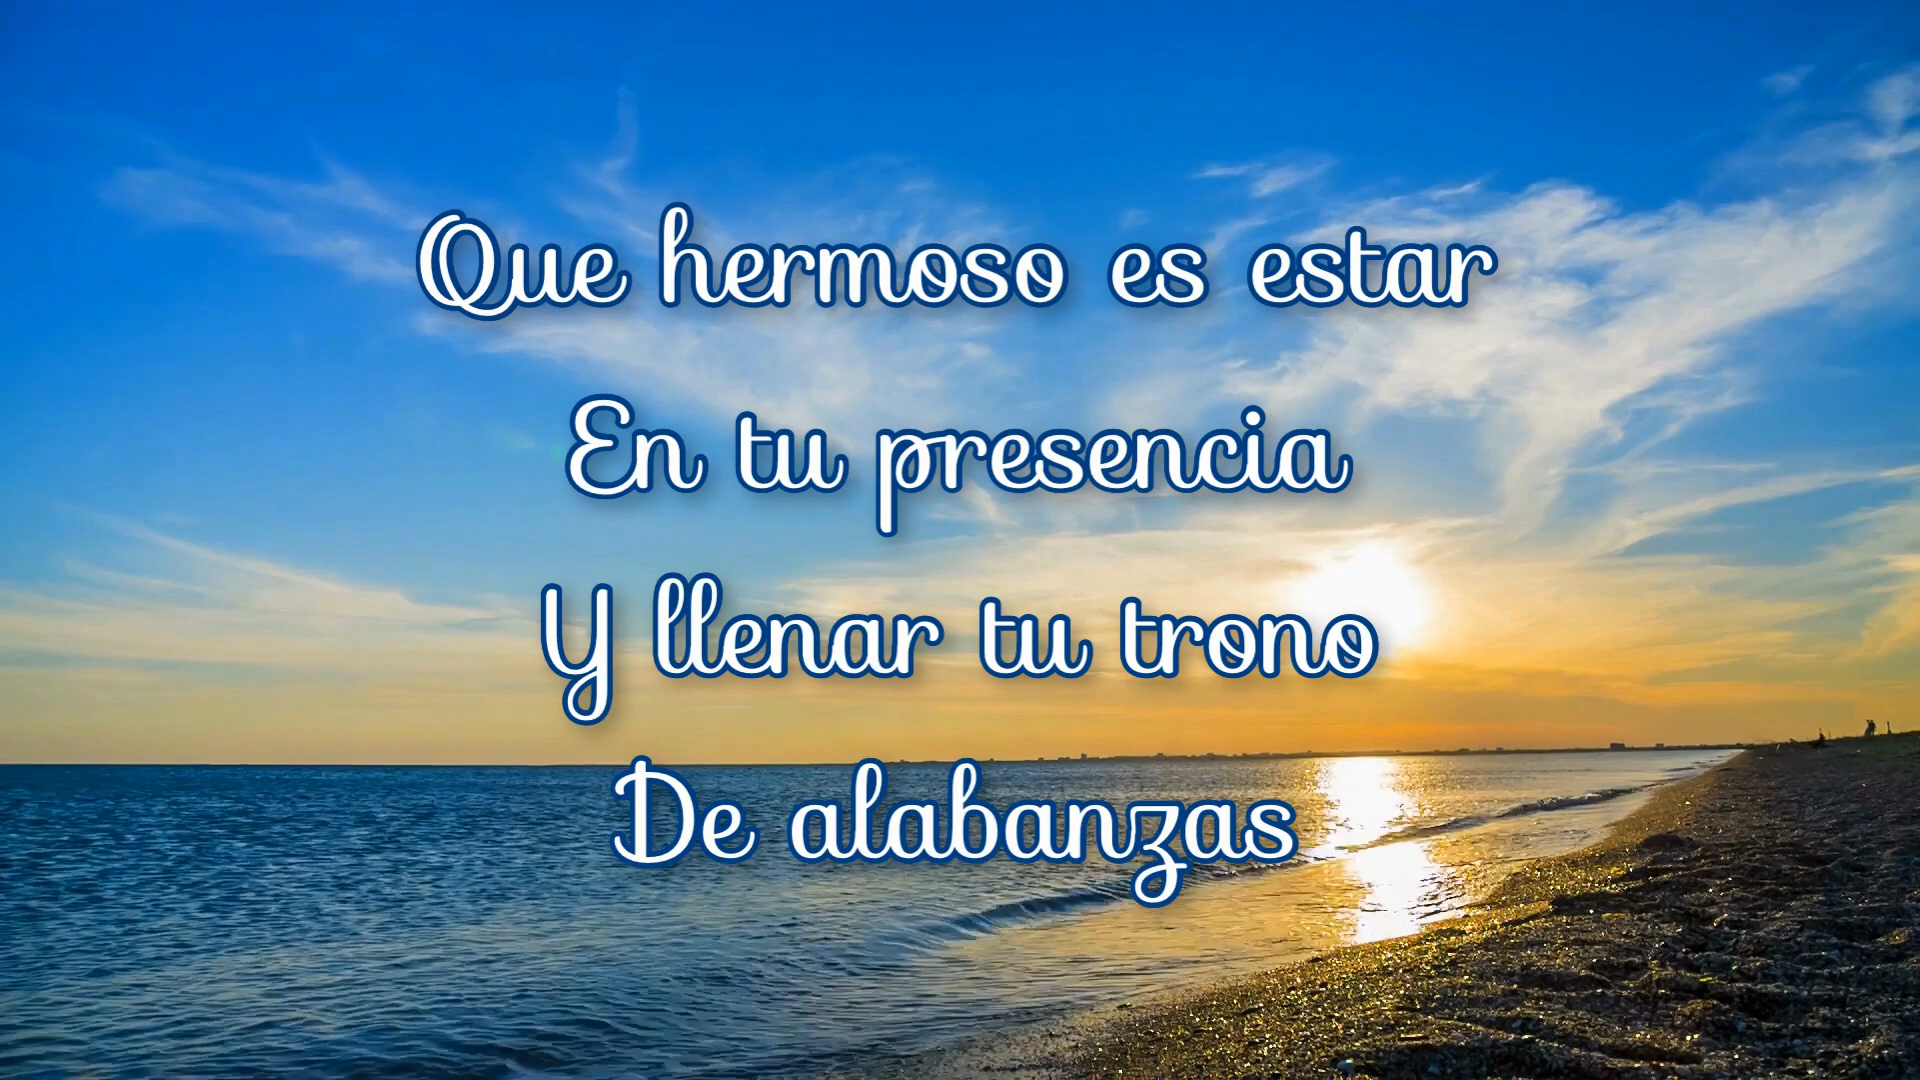 Que hermoso es estar
En tu presencia
Y llenar tu trono
De alabanzas